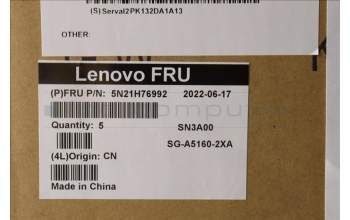 (S) Serval2PK132DA1A13
OTHER:
Lenovo FRU
(P)FRU P/N: 5N21H76992 2022-06-17
Quantity: 5 SN3A00
SG-A5160-2XA
(4L)Origin: CN
Made in China